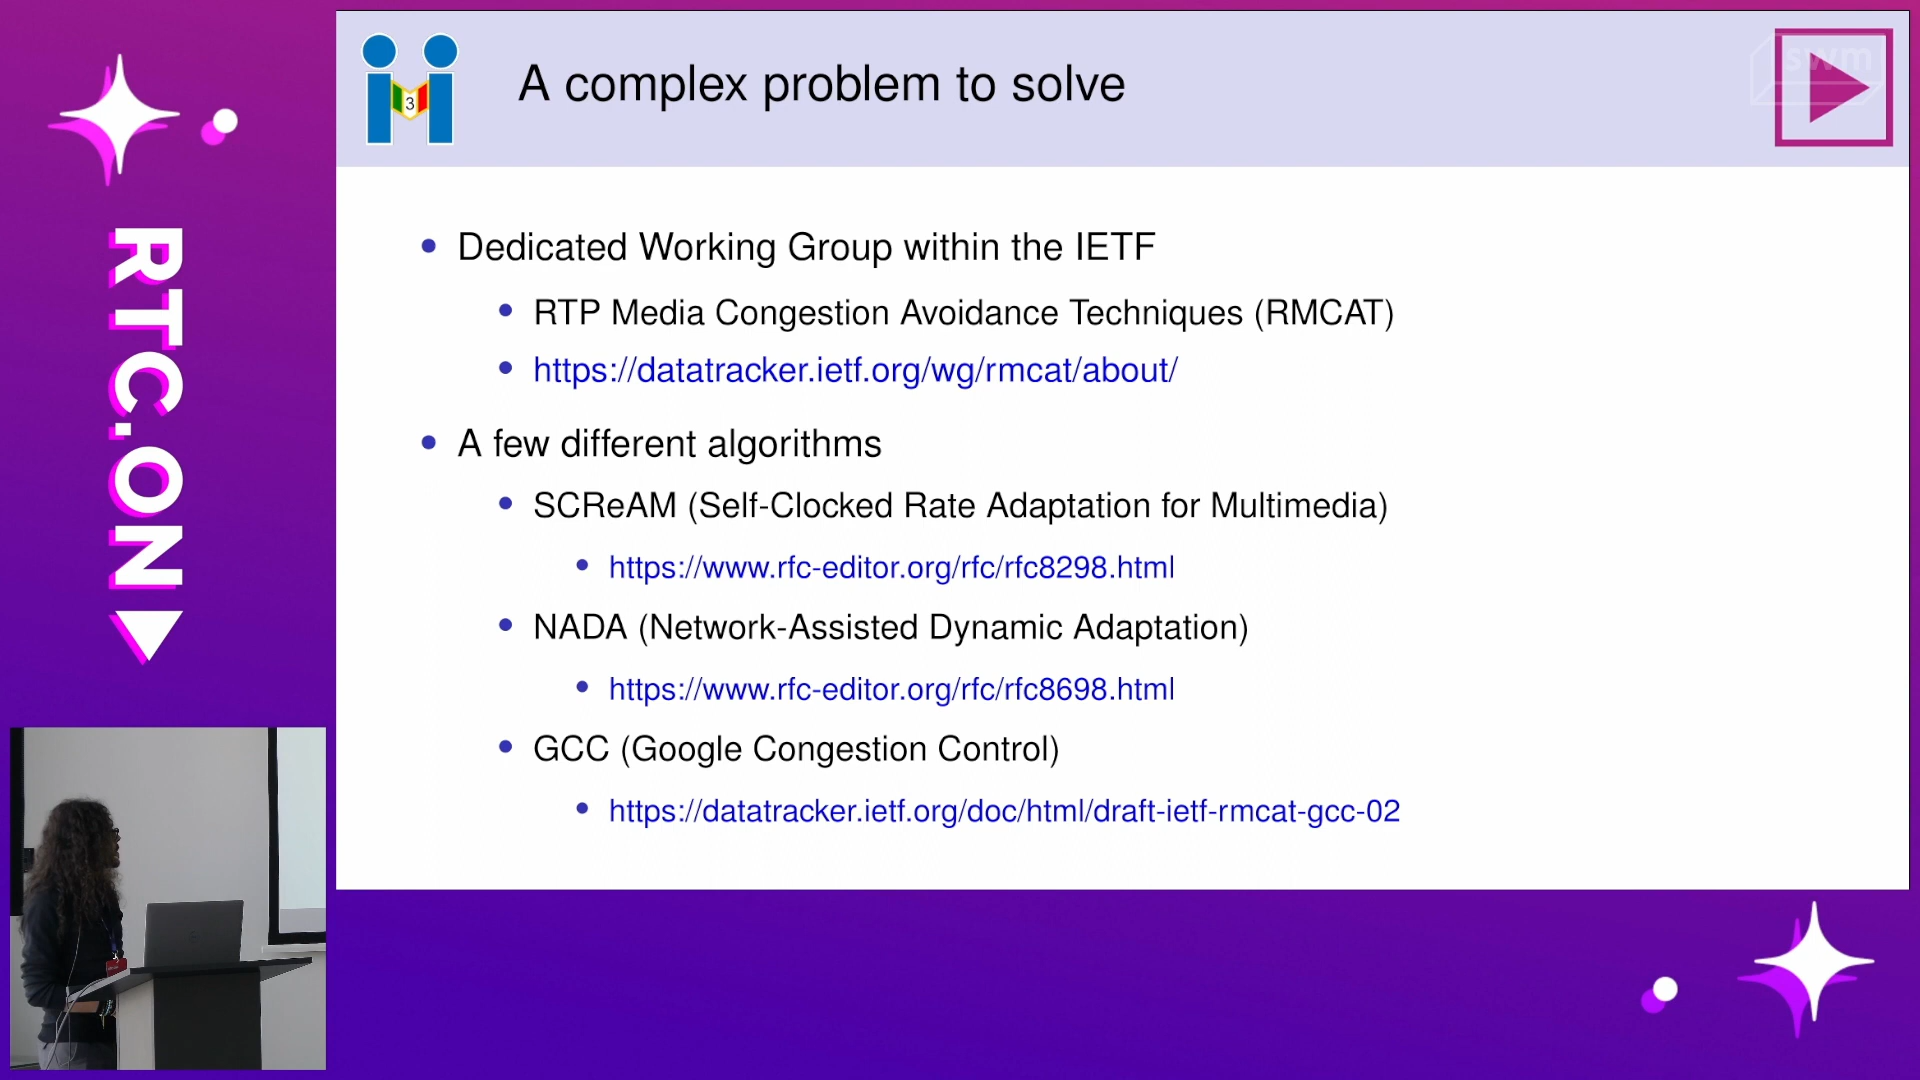 RTC.ON
3
A complex problem to solve
swm
Dedicated Working Group within the IETF
RTP Media Congestion Avoidance Techniques (RMCAT)
https://datatracker.ietf.org/wg/rmcat/about/
A few different algorithms
SCReAM (Self-Clocked Rate Adaptation for Multimedia)
https://www.rfc-editor.org/rfc/rfc8298.html
NADA (Network-Assisted Dynamic Adaptation)
https://www.rfc-editor.org/rfc/rfc8698.html
GCC (Google Congestion Control)
https://datatracker.ietf.org/doc/html/draft-ietf-rmcat-gcc-02